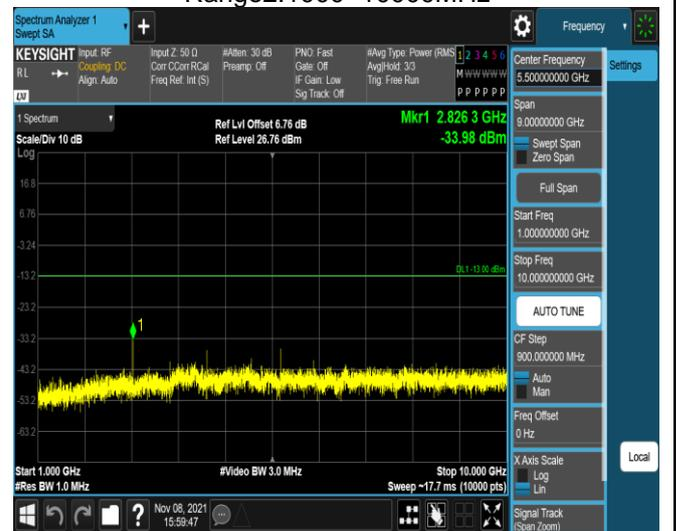 Range2:1000~10000MHz
Spectrum Analyzer 1
Swept SA
+
Frequency
KEYSIGHT
RL
Input: RF
Coupling: DC
Align: Auto
Input Z: 50 Ω
Corr CCorr RCal
Freq Ref: Int (S)
#Atten: 30 dB
Preamp: Off
PNO: Fast
Gate: Off
IF Gain: Low
Sig Track: Off
#Avg Type: Power (RMS
Avg|Hold: 3/3
Trig: Free Run
1 2 3 4 5 6
M W W W W W
P P P P P P
LXI
1 Spectrum
Scale/Div 10 dB
Ref Lvl Offset 6.76 dB
Ref Level 26.76 dBm
Mkr1 2.826 3 GHz
-33.98 dBm
Log
16.8
6.76
-3.24
-13.2
-23.2
-33.2
-43.2
-53.2
-63.2
DL1 -13.00 dBm
1
Start 1.000 GHz
#Res BW 1.0 MHz
#Video BW 3.0 MHz
Stop 10.000 GHz
Sweep ~17.7 ms (10000 pts)
Nov 08, 2021
15:59:47
Center Frequency
5.500000000 GHz
Settings
Span
9.00000000 GHz
Swept Span
Zero Span
Full Span
Start Freq
1.000000000 GHz
Stop Freq
10.000000000 GHz
AUTO TUNE
CF Step
900.000000 MHz
Auto
Man
Freq Offset
0 Hz
X Axis Scale
Log
Lin
Local
Signal Track
(Span Zoom)